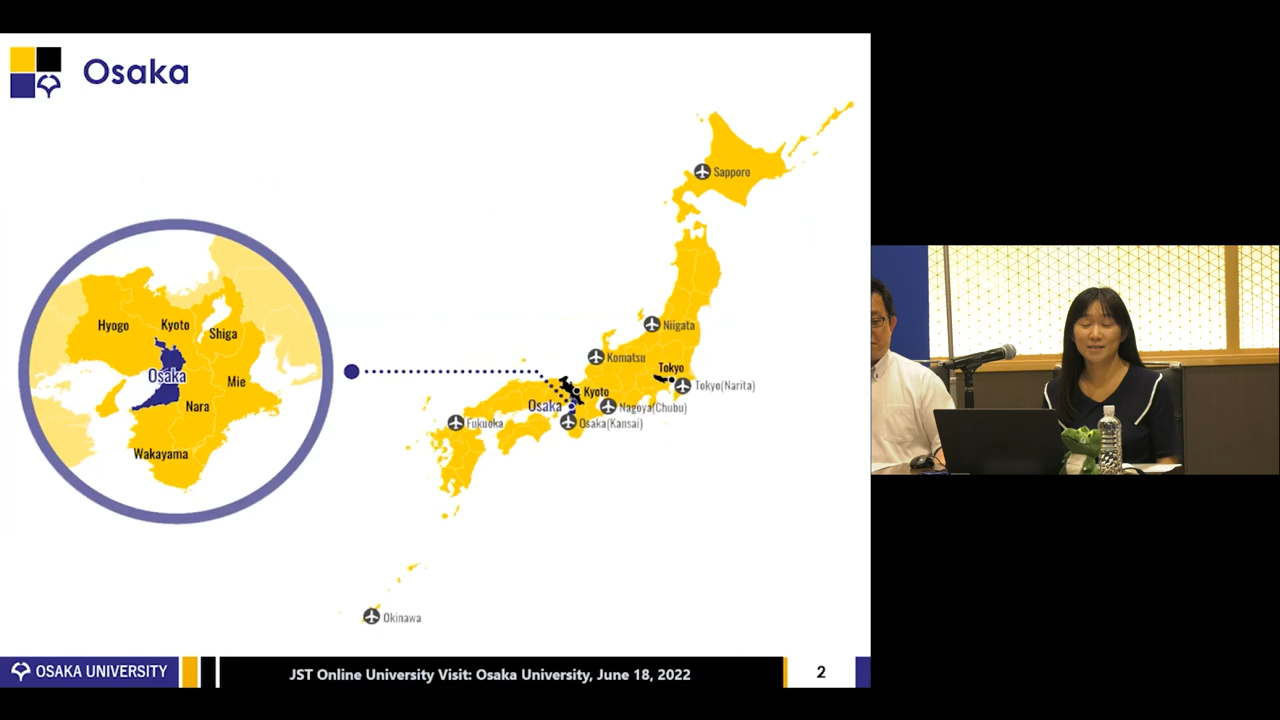 Osaka
Sapporo
Niigata
Komatsu
Tokyo
Tokyo(Narita)
Kyoto
Osaka
Nagoya(Chubu)
Osaka(Kansai)
Fukuoka
Okinawa
Hyogo
Kyoto
Shiga
Osaka
Mie
Nara
Wakayama
OSAKA UNIVERSITY
JST Online University Visit: Osaka University, June 18, 2022
2